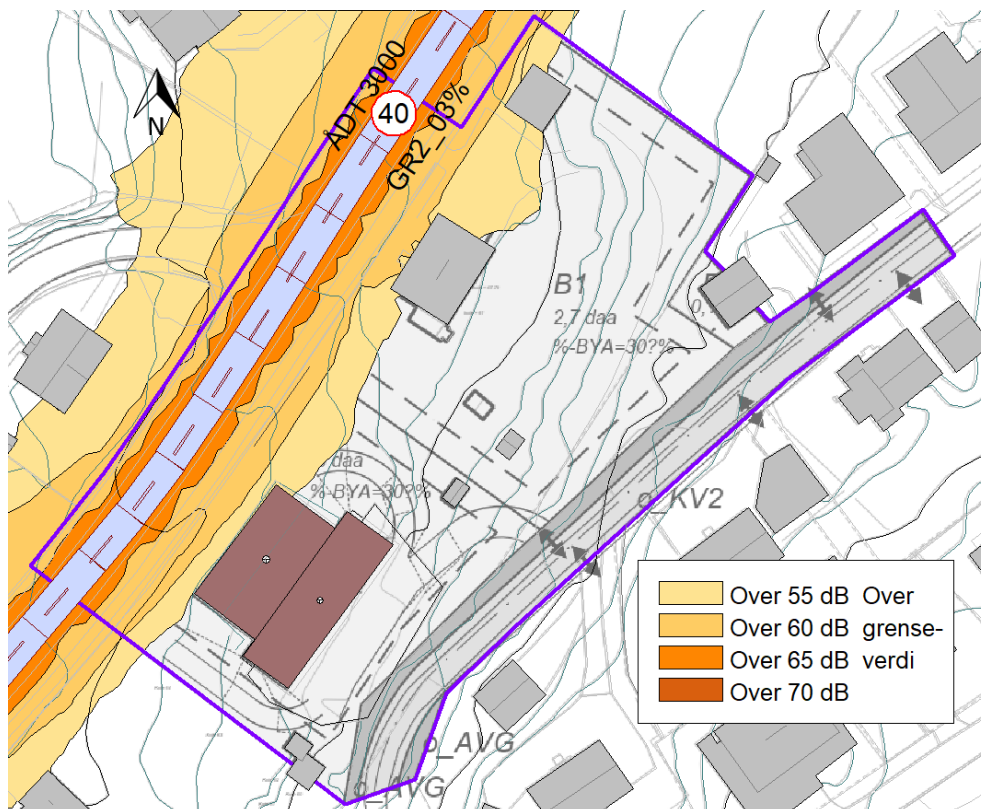 ÅDT 3000
40
GR2_03%
N
B1
2,7 daa
%-BYA=30?%
0,
daa
%-BYA=30?%
o_KV2
o_AVG
o_AVG
Over 55 dB Over
Over 60 dB grense-
Over 65 dB verdi
Over 70 dB